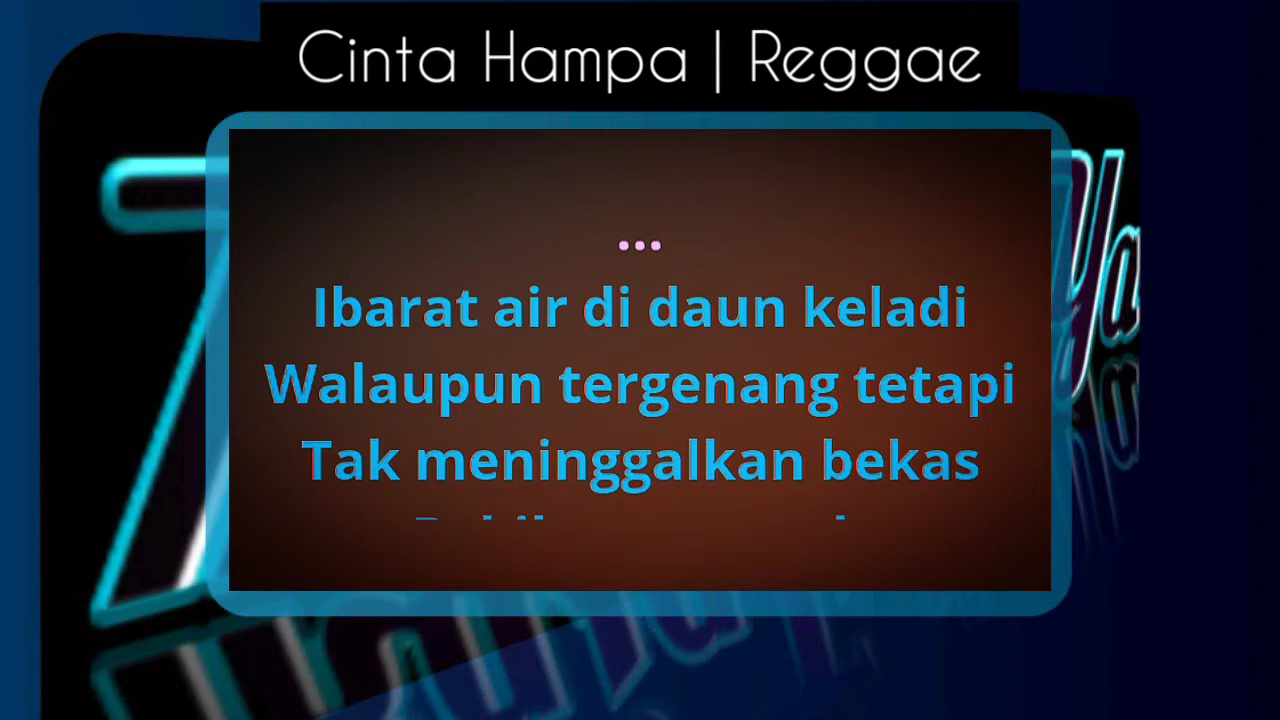 Cinta Hampa | Reggae
...
Ibarat air di daun keladi
Walaupun tergenang tetapi
Tak meninggalkan bekas